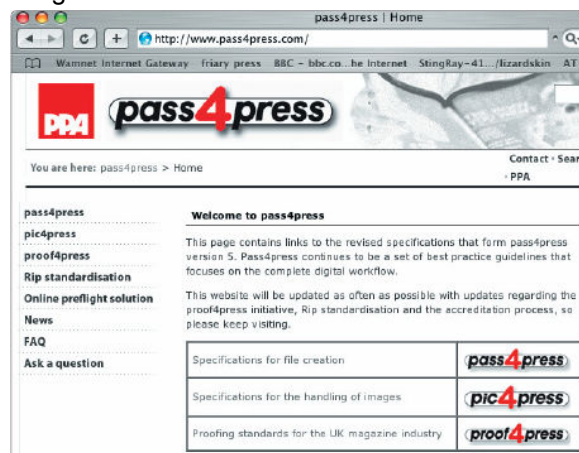 pass4press | Home
http://www.pass4press.com/
Wamnet Internet Gateway friary press BBC - bbc.co...he Internet StingRay-41.../lizardskin AT
PPA pass4press
You are here: pass4press > Home
Contact · Sear
· PPA
pass4press
pic4press
proof4press
Rip standardisation
Online preflight solution
News
FAQ
Ask a question
Welcome to pass4press
This page contains links to the revised specifications that form pass4press
version 5. Pass4press continues to be a set of best practice guidelines that
focuses on the complete digital workflow.
This website will be updated as often as possible with updates regarding the
proof4press initiative, Rip standardisation and the accreditation process, so
please keep visiting.
Specifications for file creation pass4press
Specifications for the handling of images pic4press
Proofing standards for the UK magazine industry proof4press